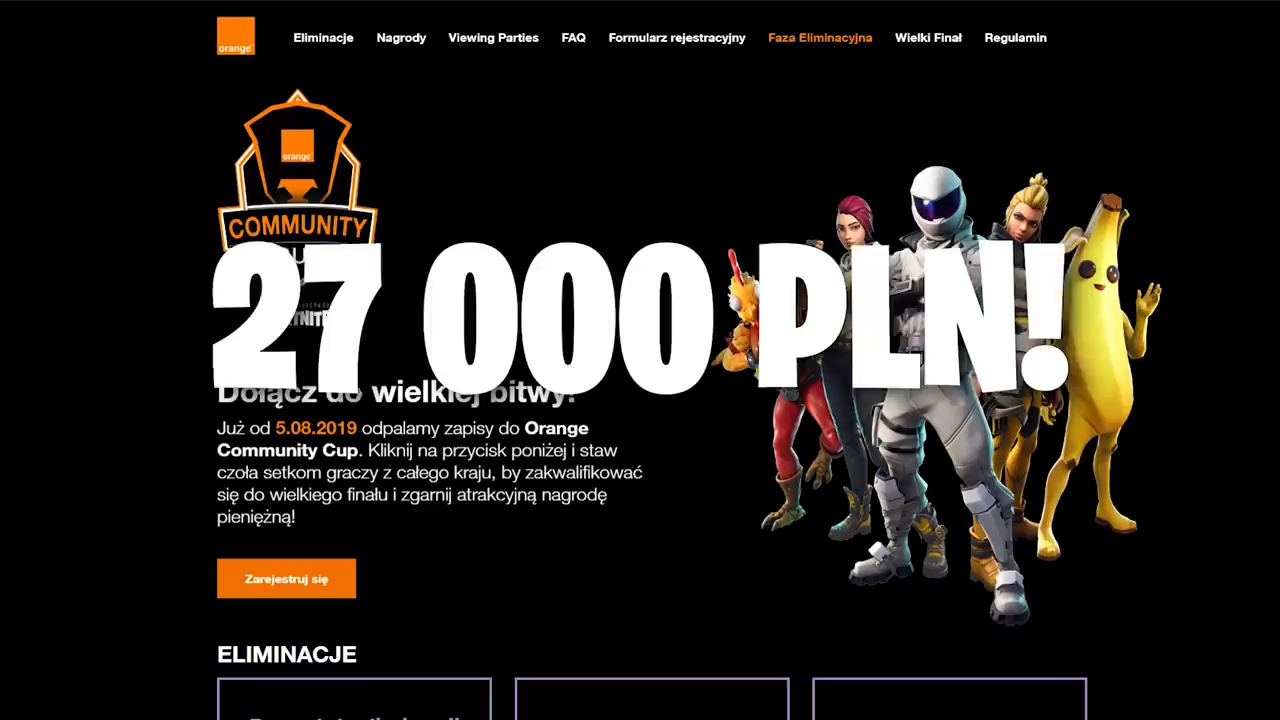 orange
Eliminacje Nagrody Viewing Parties FAQ Formularz rejestracyjny Faza Eliminacyjna Wielki Finał Regulamin
orange
COMMUNITY
27 000 PLN!
Dołącz do wielkiej bitwy!
Już od 5.08.2019 odpalamy zapisy do Orange
Community Cup. Kliknij na przycisk poniżej i staw
czoła setkom graczy z całego kraju, by zakwalifikować
się do wielkiego finału i zgarnij atrakcyjną nagrodę
pieniężną!
Zarejestruj się
ELIMINACJE